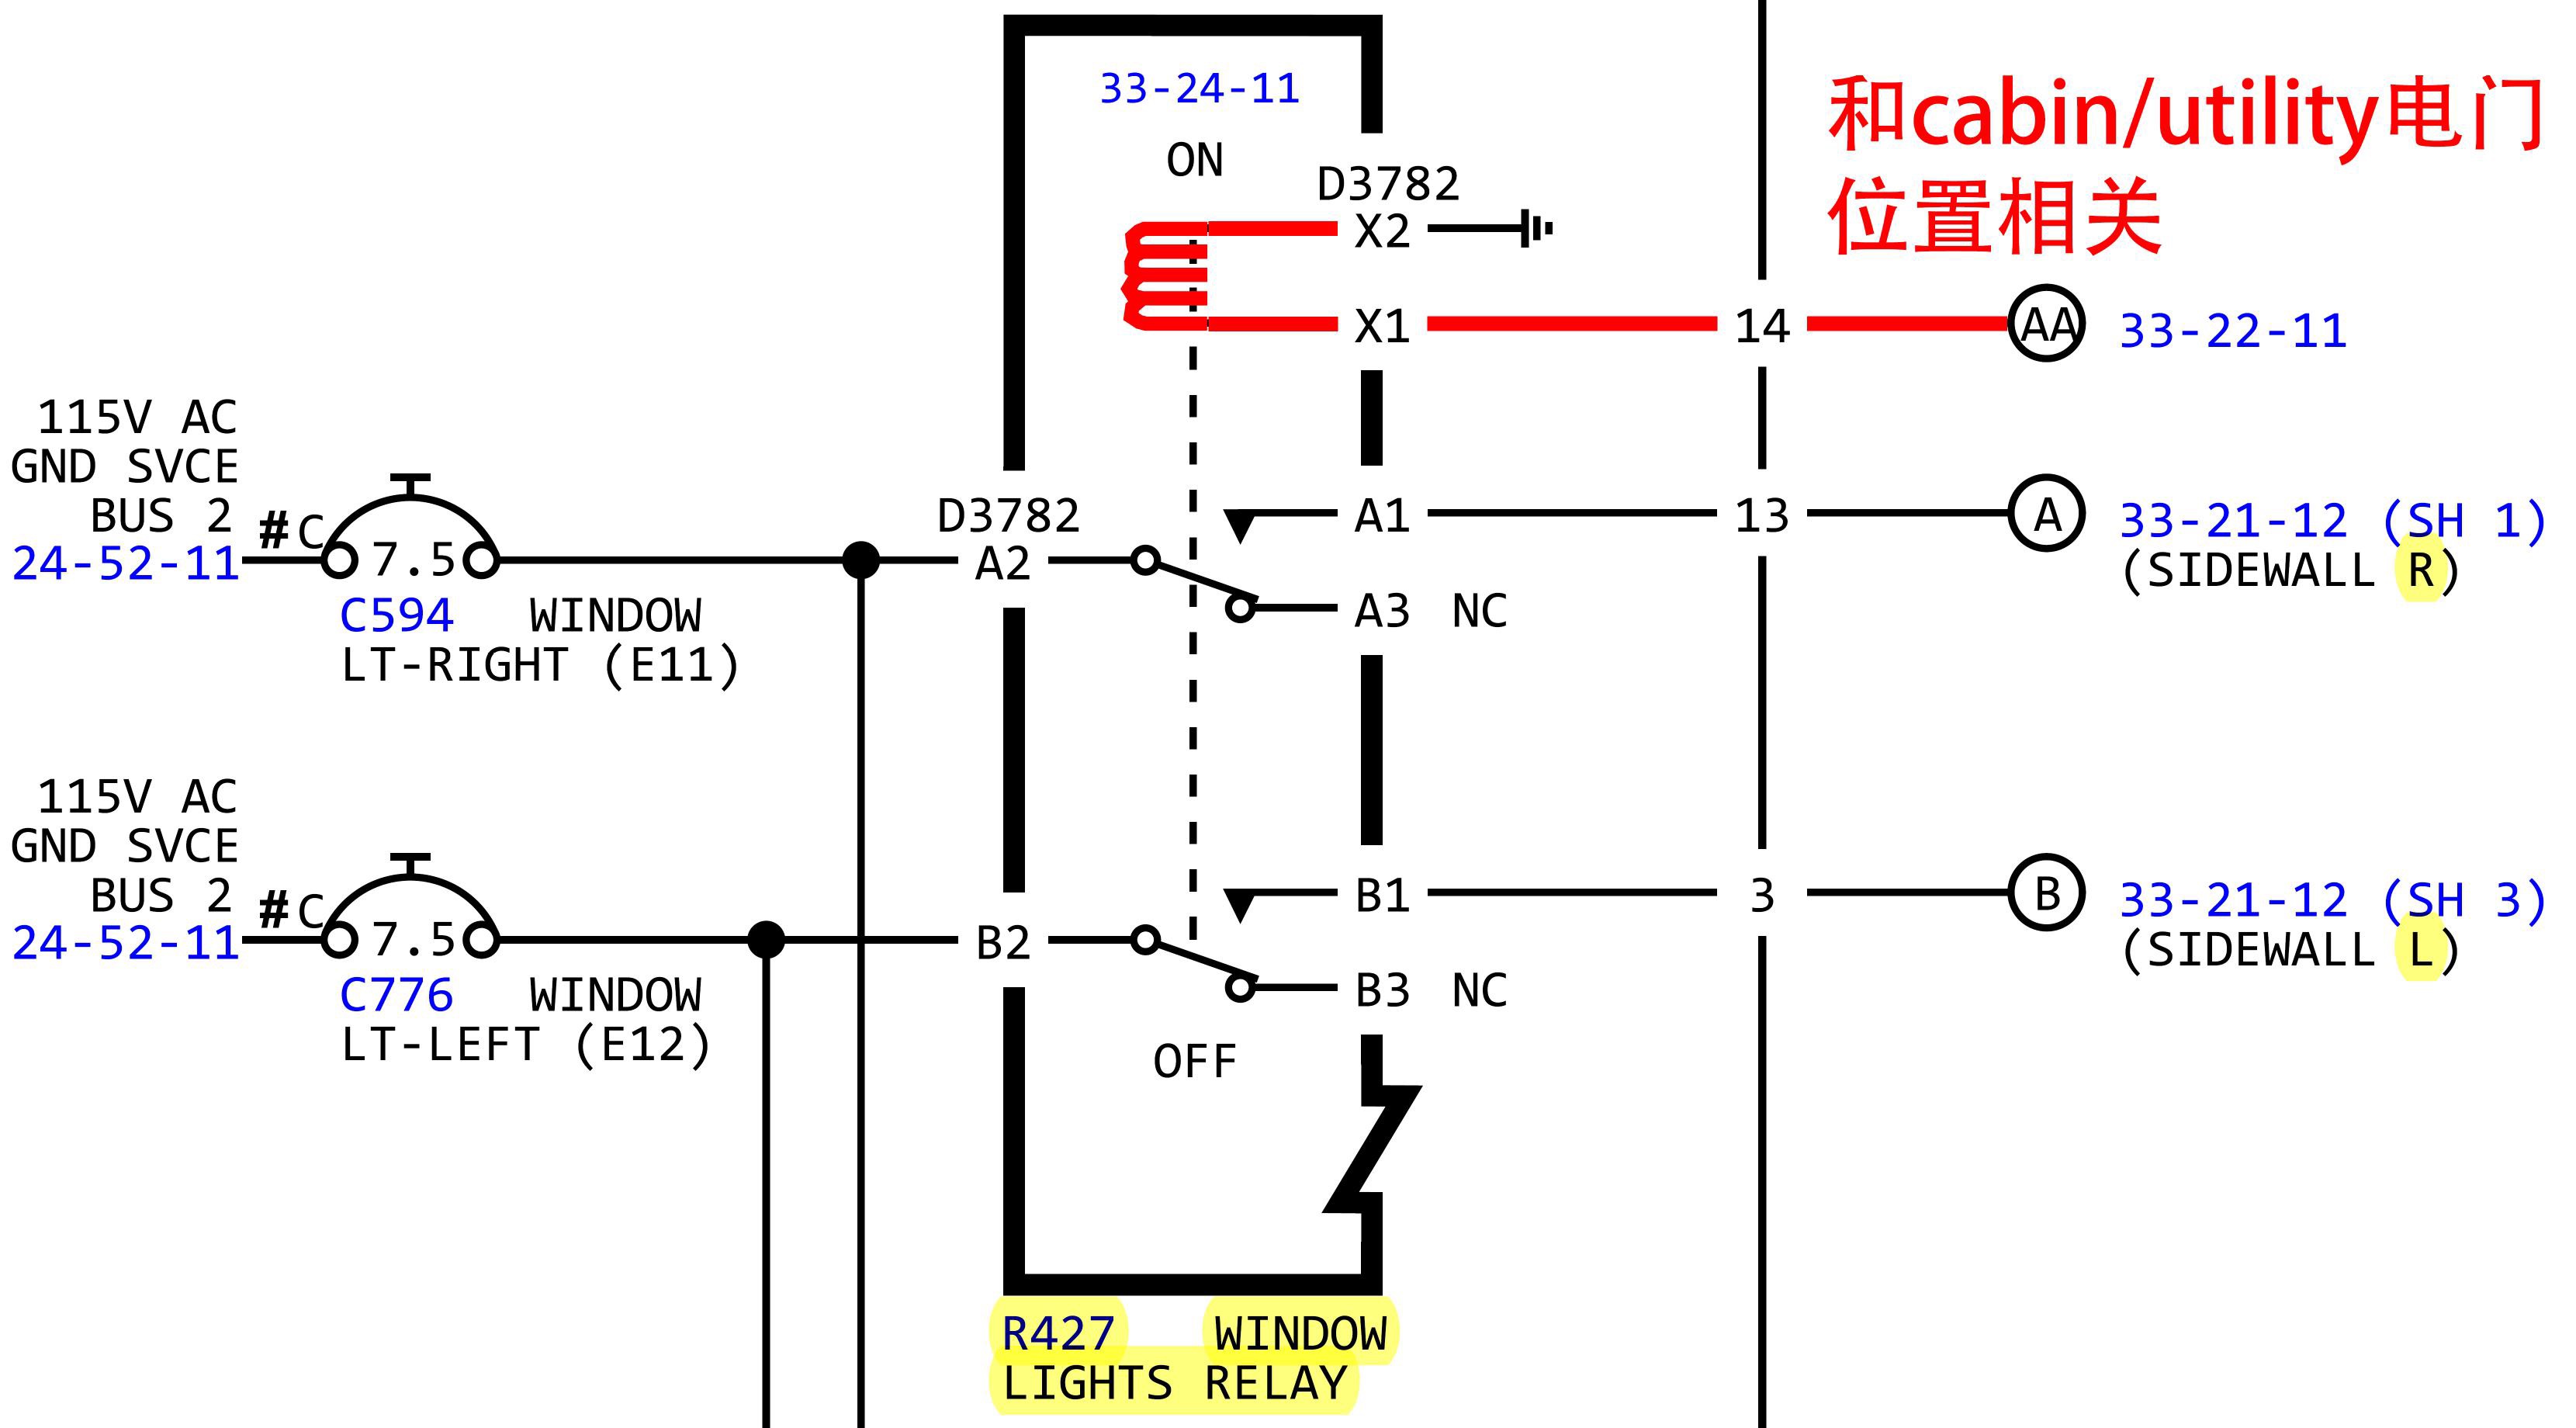 33-24-11
和cabin/utility电门
位置相关
ON
D3782
X2
X1
14
AA
33-22-11
115V AC
GND SVCE
BUS 2
24-52-11
#C
7.5
C594 WINDOW
LT-RIGHT (E11)
D3782
A2
A1
13
A
33-21-12 (SH 1)
(SIDEWALL R)
A3 NC
115V AC
GND SVCE
BUS 2
24-52-11
#C
7.5
C776 WINDOW
LT-LEFT (E12)
B2
B1
3
B
33-21-12 (SH 3)
(SIDEWALL L)
B3 NC
OFF
R427 WINDOW
LIGHTS RELAY